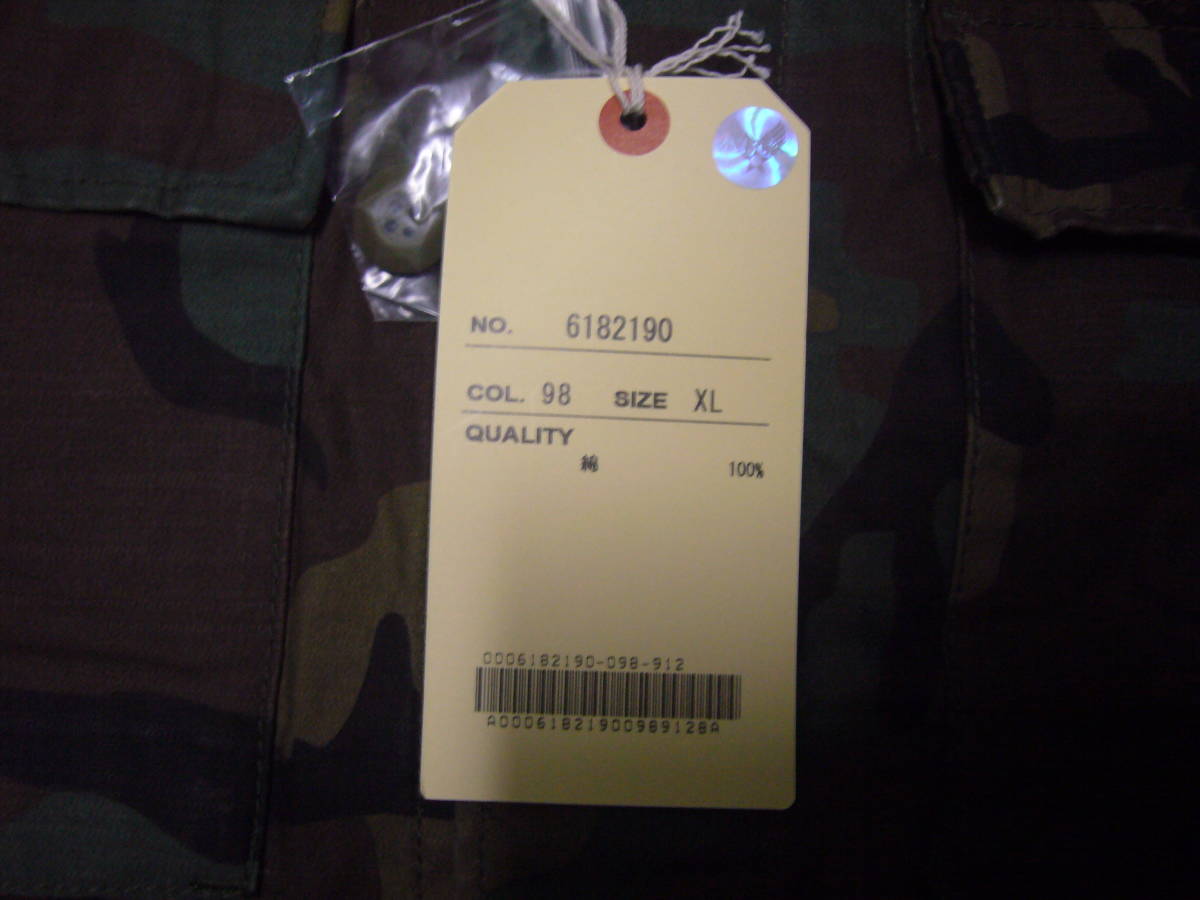 NO. 6182190
COL. 98 SIZE XL
QUALITY
綿 100%
0006182190-098-912
A00061821900989128A